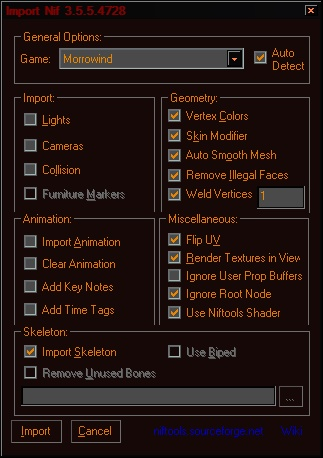 Import Nif 3.5.5.4728
General Options:
Game: Morrowind
Auto Detect
Import:
Lights
Cameras
Collision
Furniture Markers
Geometry:
Vertex Colors
Skin Modifier
Auto Smooth Mesh
Remove Illegal Faces
Weld Vertices 1
Animation:
Import Animation
Clear Animation
Add Key Notes
Add Time Tags
Miscellaneous:
Flip UV
Render Textures in View
Ignore User Prop Buffers
Ignore Root Node
Use Niftools Shader
Skeleton:
Import Skeleton
Use Biped
Remove Unused Bones
...
Import
Cancel
niftools.sourceforge.net
Wiki